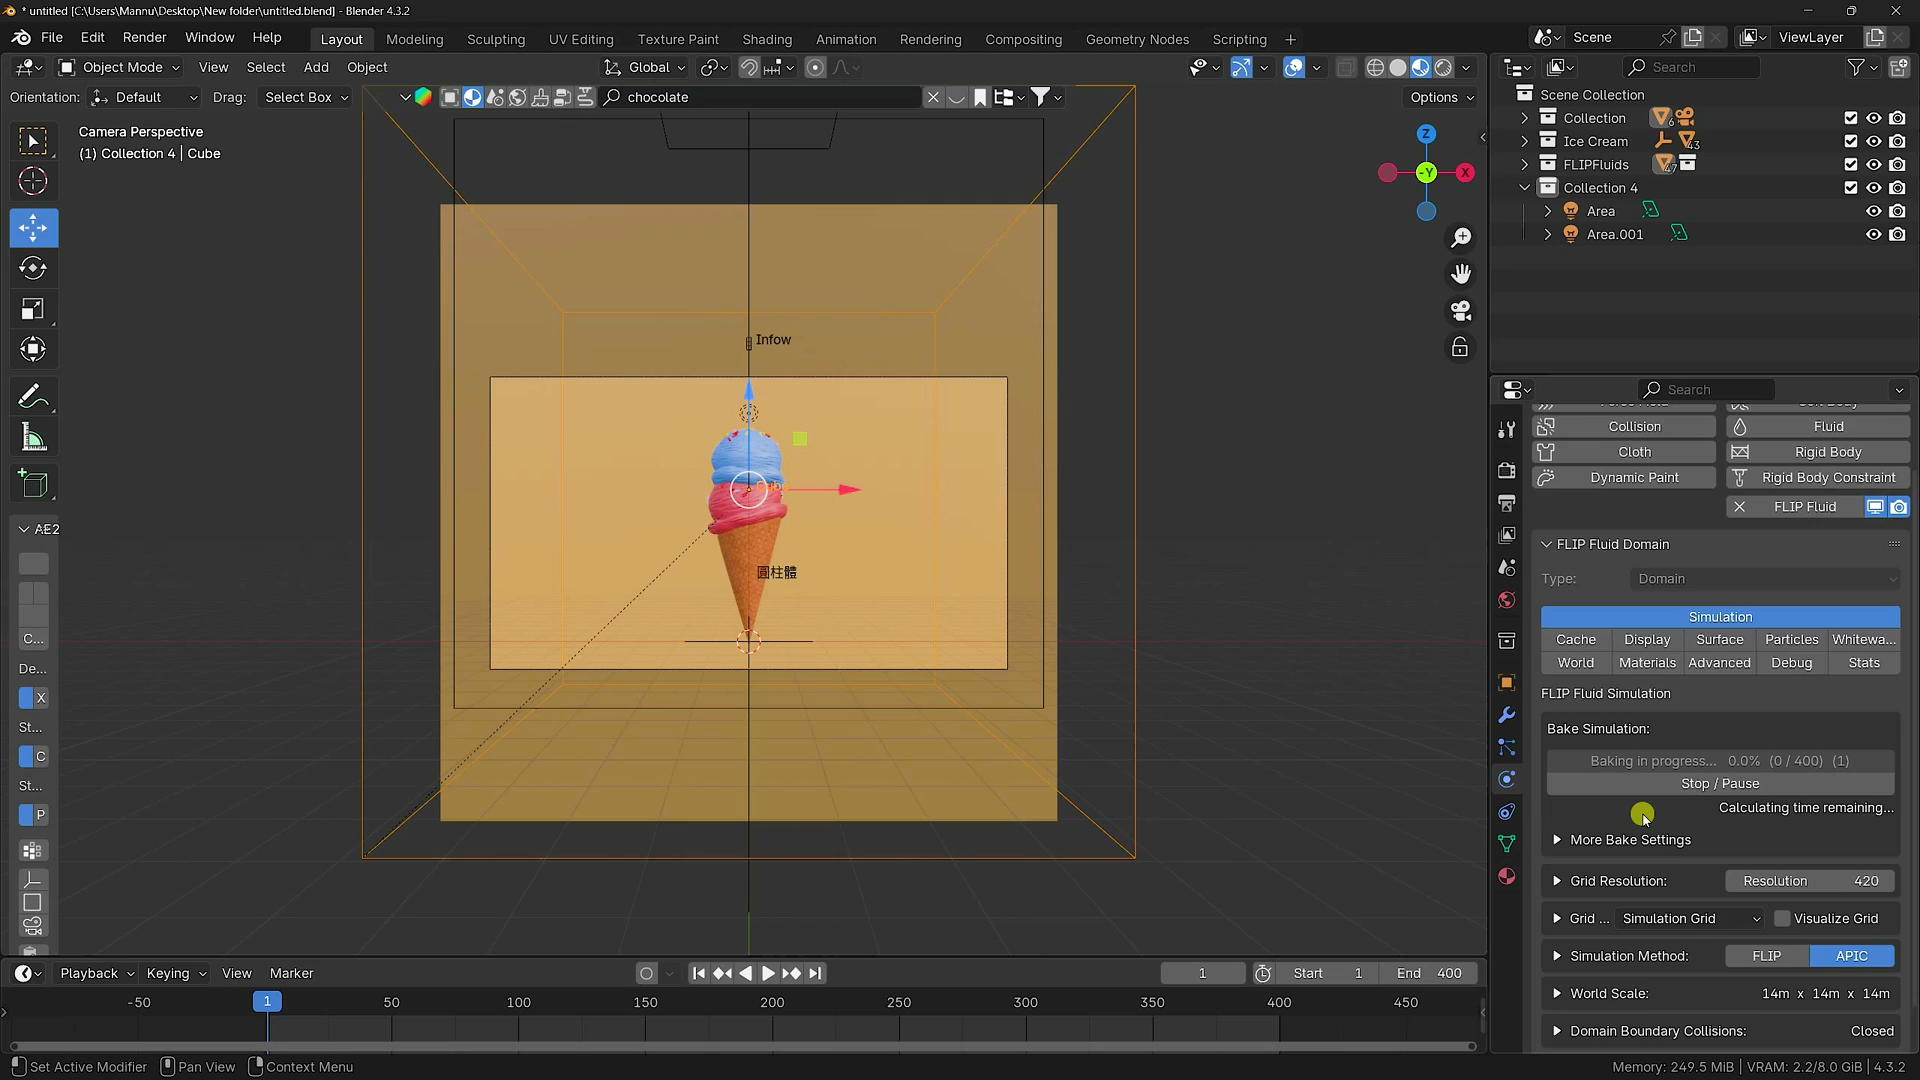 * untitled [C:\Users\Mannu\Desktop\New folder\untitled.blend] - Blender 4.3.2
File Edit Render Window Help
Layout Modeling Sculpting UV Editing Texture Paint Shading Animation Rendering Compositing Geometry Nodes Scripting +
Scene
ViewLayer
Object Mode View Select Add Object
Global
Search
Orientation: Default Drag: Select Box
chocolate
Options
Camera Perspective
(1) Collection 4 | Cube
Scene Collection
Collection 6
Ice Cream 43
FLIPFluids 47
Collection 4
Area
Area.001
Z
-Y
X
Infow
圓柱體
AE2
C...
De...
X
St...
C
St...
P
Search
Collision Fluid
Cloth Rigid Body
Dynamic Paint Rigid Body Constraint
FLIP Fluid
FLIP Fluid Domain
Type: Domain
Simulation
Cache Display Surface Particles Whitewa...
World Materials Advanced Debug Stats
FLIP Fluid Simulation
Bake Simulation:
Baking in progress... 0.0% (0 / 400) (1)
Stop / Pause
Calculating time remaining...
More Bake Settings
Grid Resolution: Resolution 420
Grid ... Simulation Grid Visualize Grid
Simulation Method: FLIP APIC
World Scale: 14m x 14m x 14m
Domain Boundary Collisions: Closed
Playback Keying View Marker
1
Start 1 End 400
-50 1 50 100 150 200 250 300 350 400 450
Set Active Modifier Pan View Context Menu
Memory: 249.5 MiB | VRAM: 2.2/8.0 GiB | 4.3.2